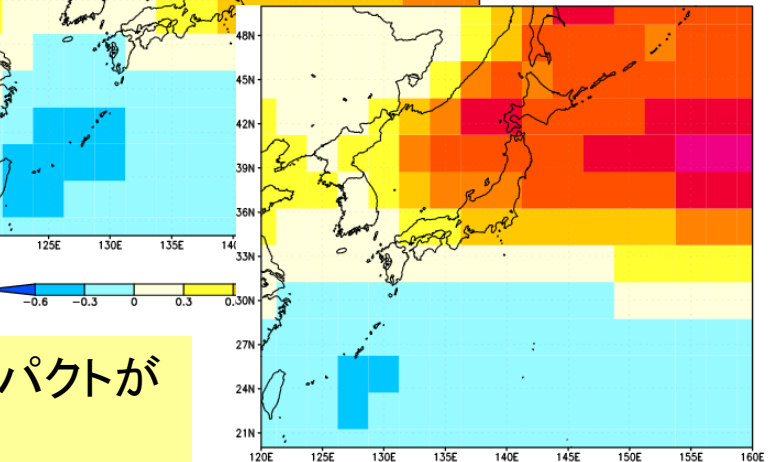 125E 130E 135E
-0.6 -0.3 0 0.3
パクトが
48N
45N
42N
39N
36N
33N
30N
27N
24N
21N
120E 125E 130E 135E 140E 145E 150E 155E 160E